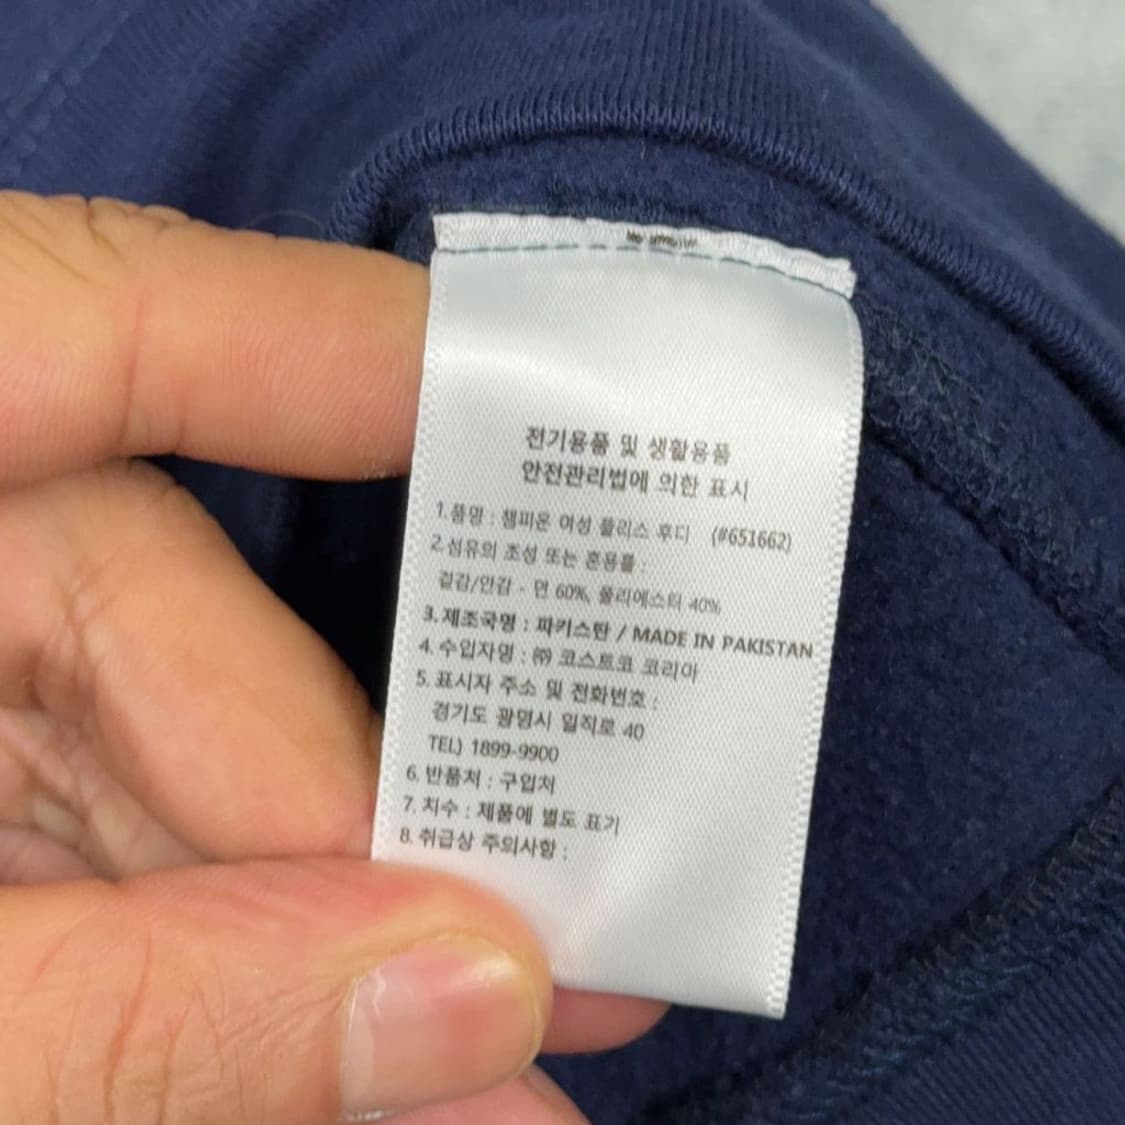 전기용품 및 생활용품
안전관리법에 의한 표시
1.품명 : 챔피온 여성 플리스 후디 (#651662)
2.섬유의 조성 또는 혼용률 :
겉감/안감 - 면 60%, 폴리에스터 40%
3.제조국명 : 파키스탄 / MADE IN PAKISTAN
4.수입자명 : ㈜ 코스트코 코리아
5.표시자 주소 및 전화번호 :
경기도 광명시 일직로 40
TEL) 1899-9900
6.반품처 : 구입처
7.치수 : 제품에 별도 표기
8.취급상 주의사항 :